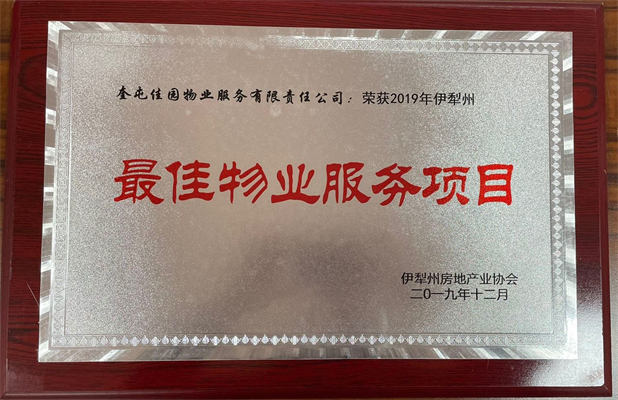 奎屯佳园物业服务有限责任公司：荣获2019年伊犁州
最佳物业服务项目
伊犁州房地产业协会
二〇一九年十二月